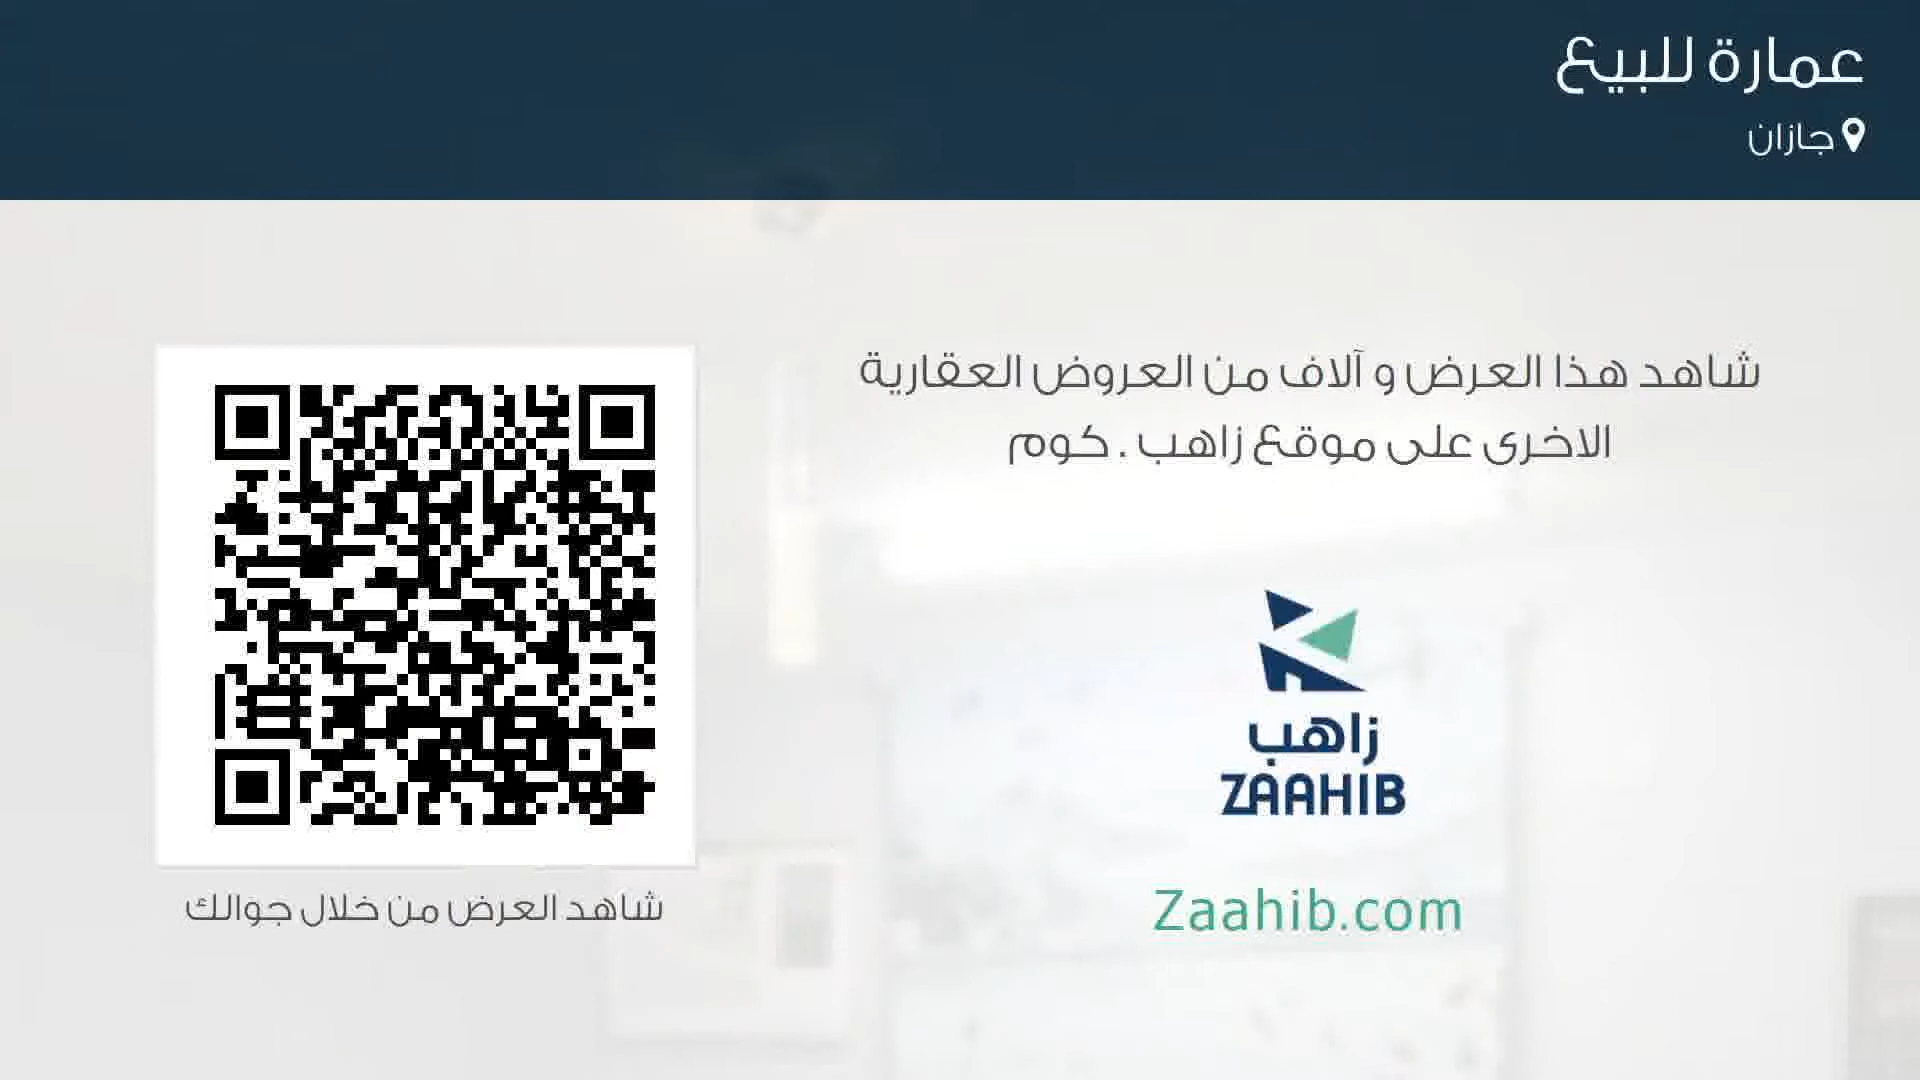 عمارة للبيع
جازان
شاهد هذا العرض و آلاف من العروض العقارية
الاخرى على موقع زاهب . كوم
زاهب
ZAAHIB
Zaahib.com
شاهد العرض من خلال جوالك